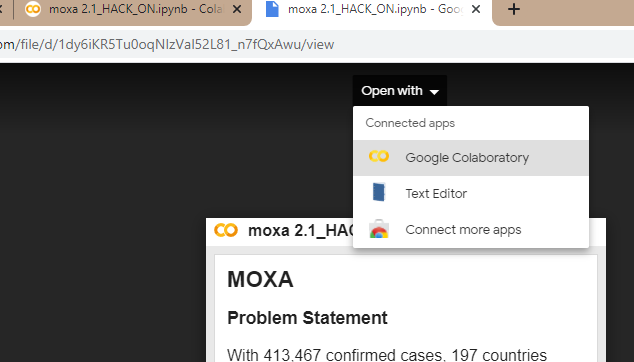 moxa 2.1_HACK_ON.ipynb - Cola
moxa 2.1_HACK_ON.ipynb - Goo
om/file/d/1dy6iKR5Tu0oqNIzVal52L81_n7fQxAwu/view
Open with
Connected apps
Google Colaboratory
Text Editor
Connect more apps
moxa 2.1_HAC
MOXA
Problem Statement
With 413,467 confirmed cases, 197 countries